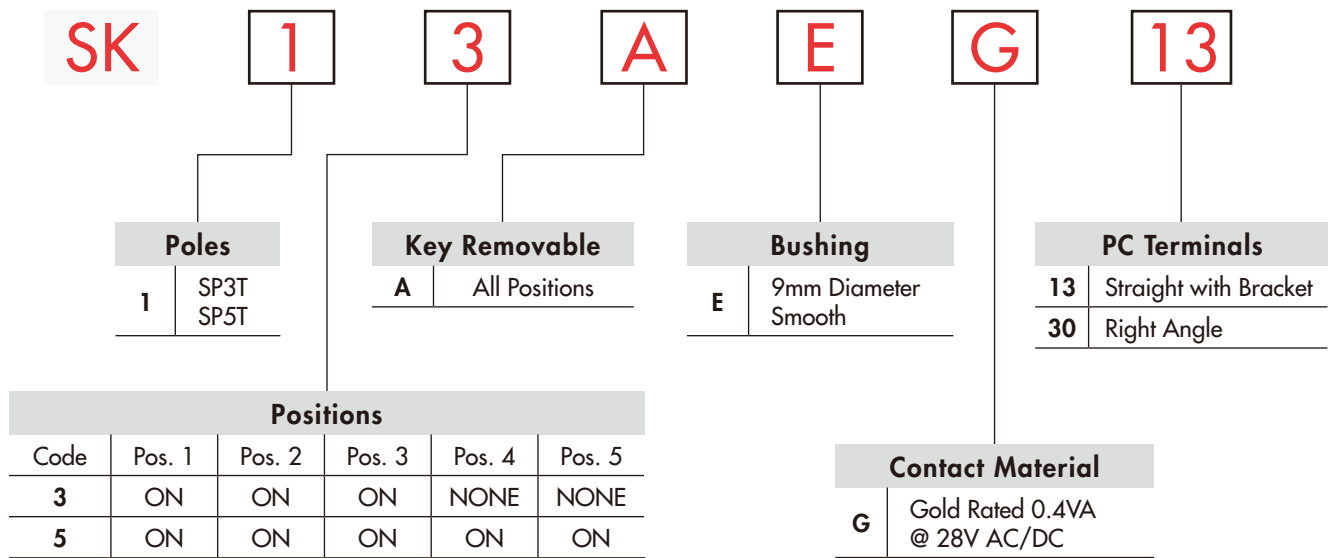 SK 1 3 A E G 13
Poles
1 SP3T
SP5T
Key Removable
A All Positions
Bushing
E 9mm Diameter
Smooth
PC Terminals
13 Straight with Bracket
30 Right Angle
Positions
Code Pos. 1 Pos. 2 Pos. 3 Pos. 4 Pos. 5
3 ON ON ON NONE NONE
5 ON ON ON ON ON
Contact Material
G Gold Rated 0.4VA
@ 28V AC/DC